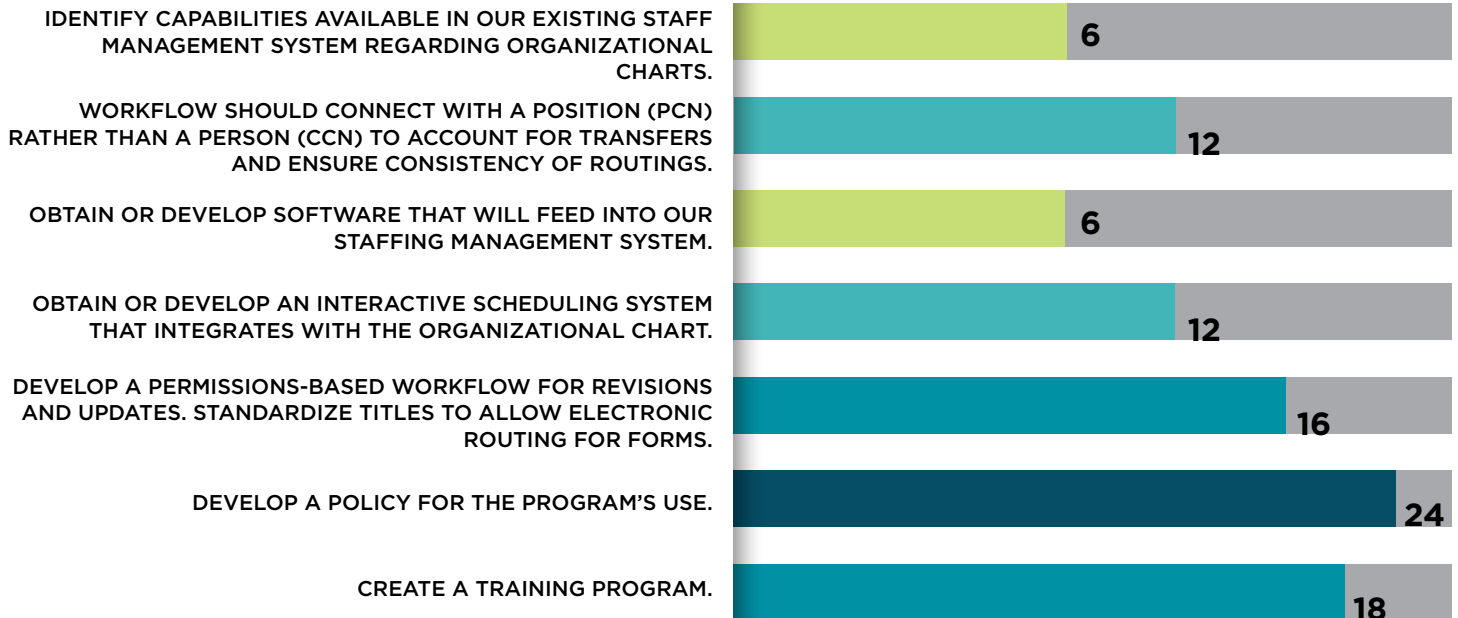 IDENTIFY CAPABILITIES AVAILABLE IN OUR EXISTING STAFF
MANAGEMENT SYSTEM REGARDING ORGANIZATIONAL
CHARTS.
6
WORKFLOW SHOULD CONNECT WITH A POSITION (PCN)
RATHER THAN A PERSON (CCN) TO ACCOUNT FOR TRANSFERS
AND ENSURE CONSISTENCY OF ROUTINGS.
12
OBTAIN OR DEVELOP SOFTWARE THAT WILL FEED INTO OUR
STAFFING MANAGEMENT SYSTEM.
6
OBTAIN OR DEVELOP AN INTERACTIVE SCHEDULING SYSTEM
THAT INTEGRATES WITH THE ORGANIZATIONAL CHART.
12
DEVELOP A PERMISSIONS-BASED WORKFLOW FOR REVISIONS
AND UPDATES. STANDARDIZE TITLES TO ALLOW ELECTRONIC
ROUTING FOR FORMS.
16
DEVELOP A POLICY FOR THE PROGRAM’S USE.
24
CREATE A TRAINING PROGRAM.
18